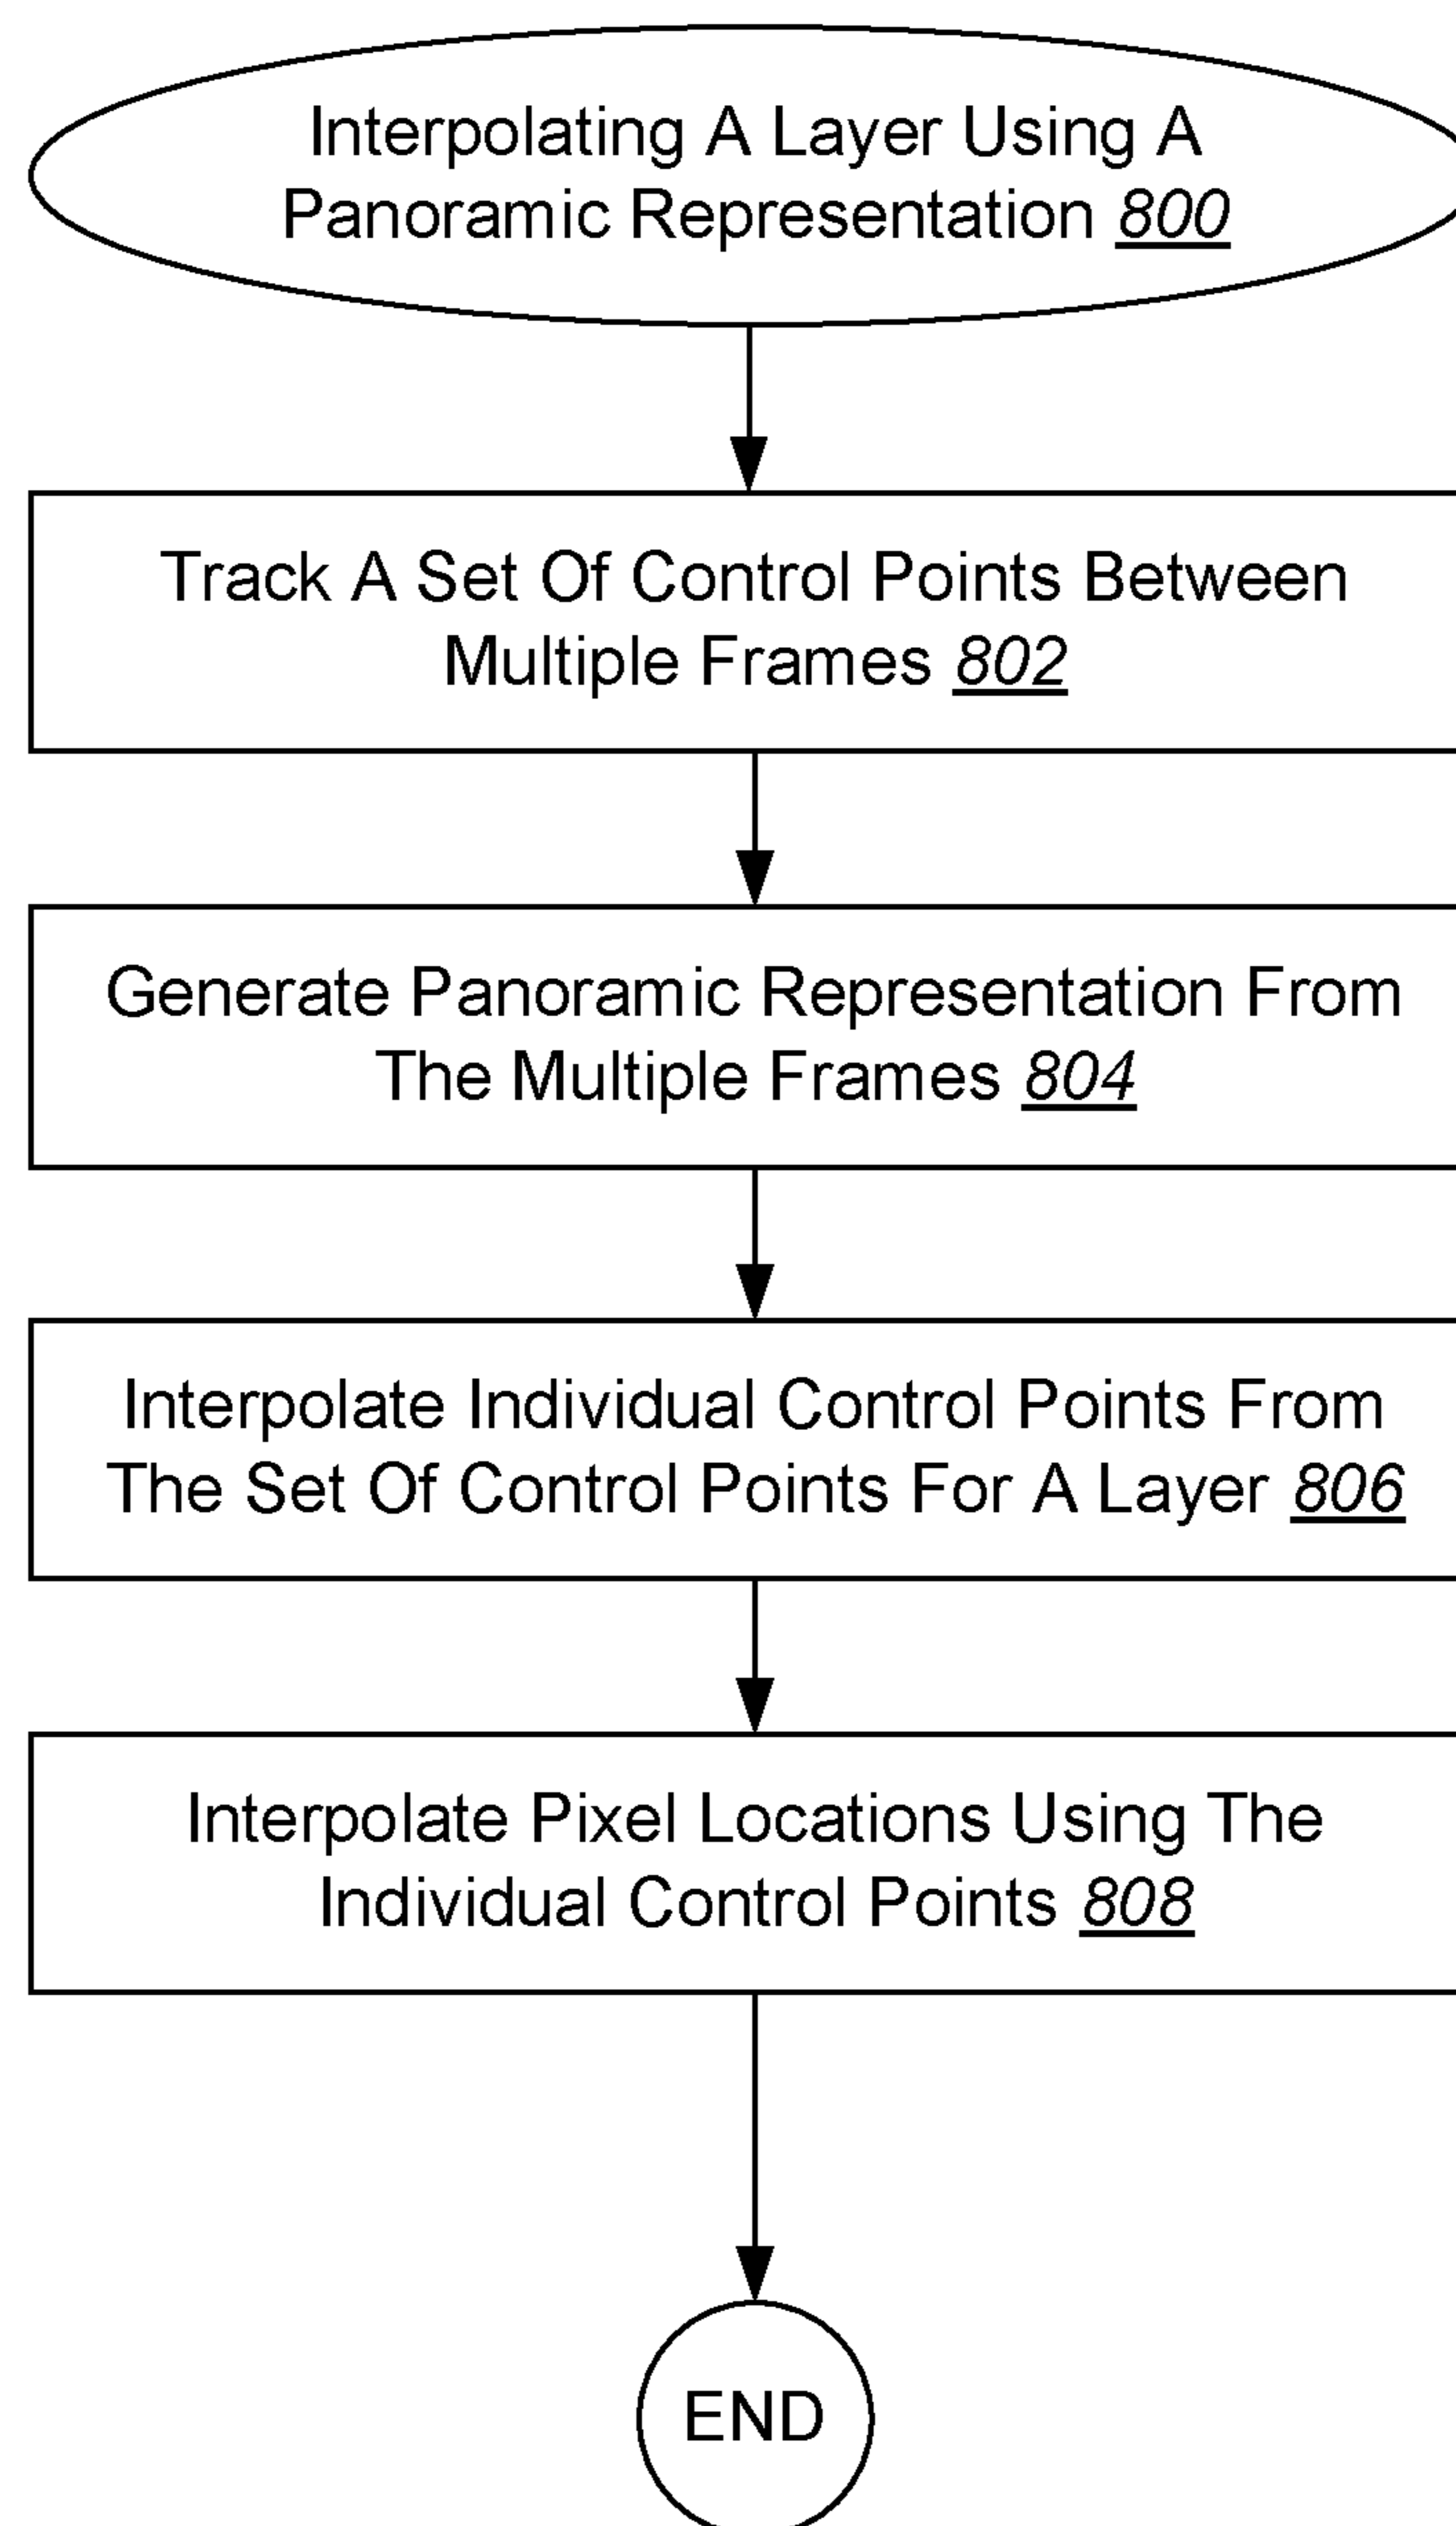 Interpolating A Layer Using A
Panoramic Representation 800
Track A Set Of Control Points Between
Multiple Frames 802
Generate Panoramic Representation From
The Multiple Frames 804
Interpolate Individual Control Points From
The Set Of Control Points For A Layer 806
Interpolate Pixel Locations Using The
Individual Control Points 808
END